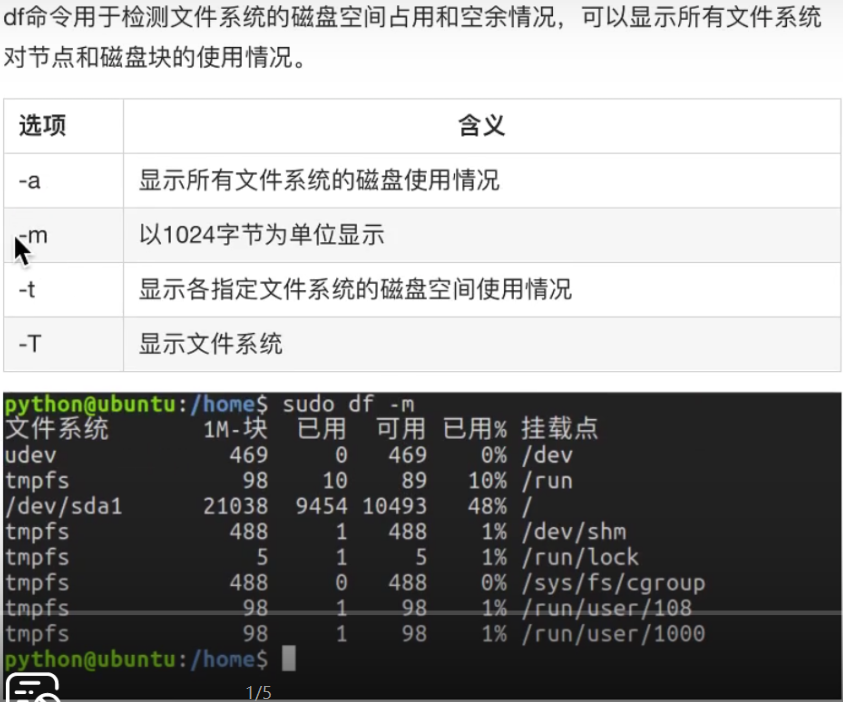 df命令用于检测文件系统的磁盘空间占用和空余情况，可以显示所有文件系统
对节点和磁盘块的使用情况。
选项 含义
-a 显示所有文件系统的磁盘使用情况
-m 以1024字节为单位显示
-t 显示各指定文件系统的磁盘空间使用情况
-T 显示文件系统
python@ubuntu:/home$ sudo df -m
文件系统 1M-块 已用 可用 已用% 挂载点
udev 469 0 469 0% /dev
tmpfs 98 10 89 10% /run
/dev/sda1 21038 9454 10493 48% /
tmpfs 488 1 488 1% /dev/shm
tmpfs 5 1 5 1% /run/lock
tmpfs 488 0 488 0% /sys/fs/cgroup
tmpfs 98 1 98 1% /run/user/108
tmpfs 98 1 98 1% /run/user/1000
python@ubuntu:/home$
1/5